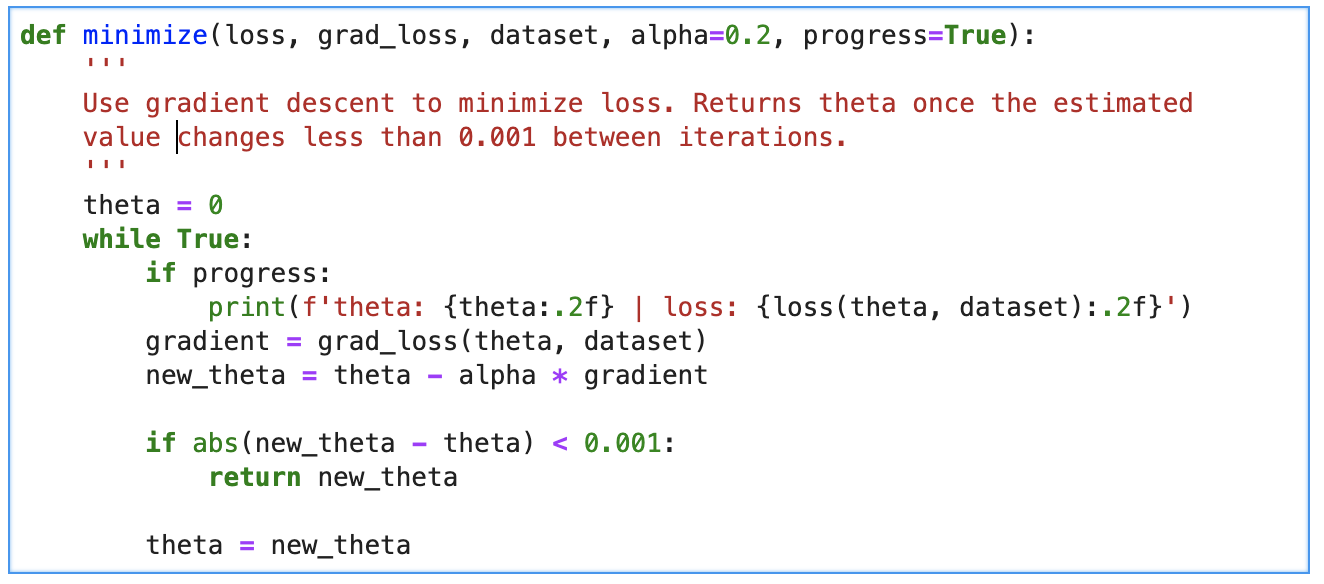 def minimize(loss, grad_loss, dataset, alpha=0.2, progress=True):
    '''
    Use gradient descent to minimize loss. Returns theta once the estimated
    value changes less than 0.001 between iterations.
    '''
    theta = 0
    while True:
        if progress:
            print(f'theta: {theta:.2f} | loss: {loss(theta, dataset):.2f}')
        gradient = grad_loss(theta, dataset)
        new_theta = theta - alpha * gradient

        if abs(new_theta - theta) < 0.001:
            return new_theta

        theta = new_theta